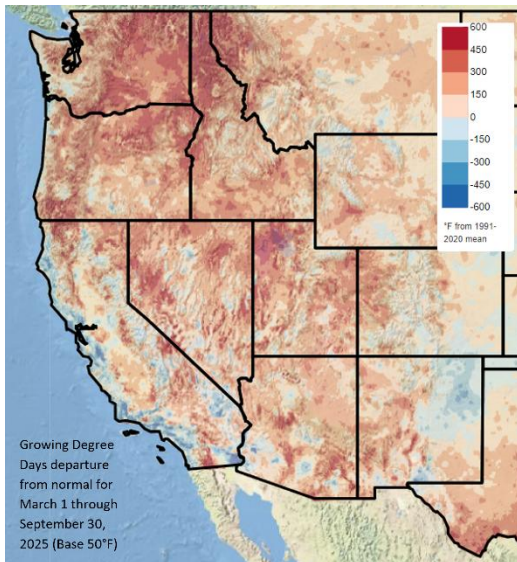 600
450
300
150
0
-150
-300
-450
-600
°F from 1991-
2020 mean
Growing Degree
Days departure
from normal for
March 1 through
September 30,
2025 (Base 50°F)